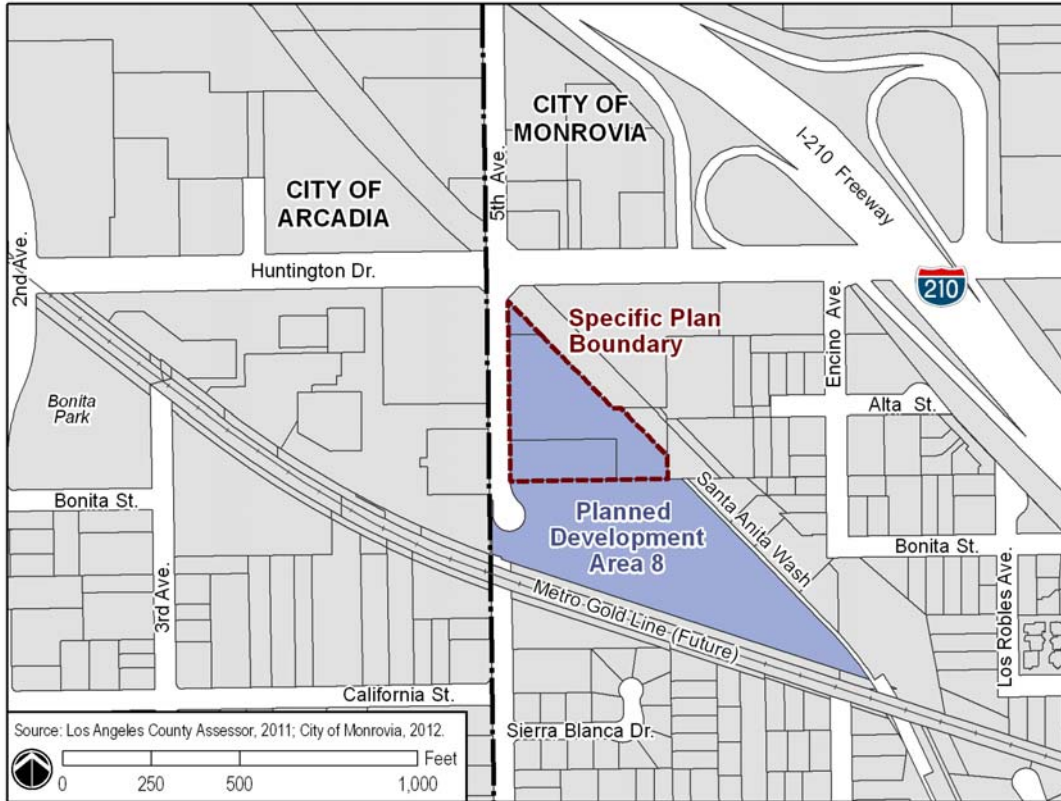 CITY OF
MONROVIA
CITY OF
ARCADIA
5th Ave.
I-210 Freeway
2nd Ave.
Huntington Dr.
210
Specific Plan
Boundary
Encino Ave.
Alta St.
Bonita
Park
Bonita St.
3rd Ave.
Santa Anita Wash
Planned
Development
Area 8
Bonita St.
Metro Gold Line (Future)
Los Robles Ave.
California St.
Sierra Blanca Dr.
Source: Los Angeles County Assessor, 2011; City of Monrovia, 2012.
Feet
0 250 500 1,000